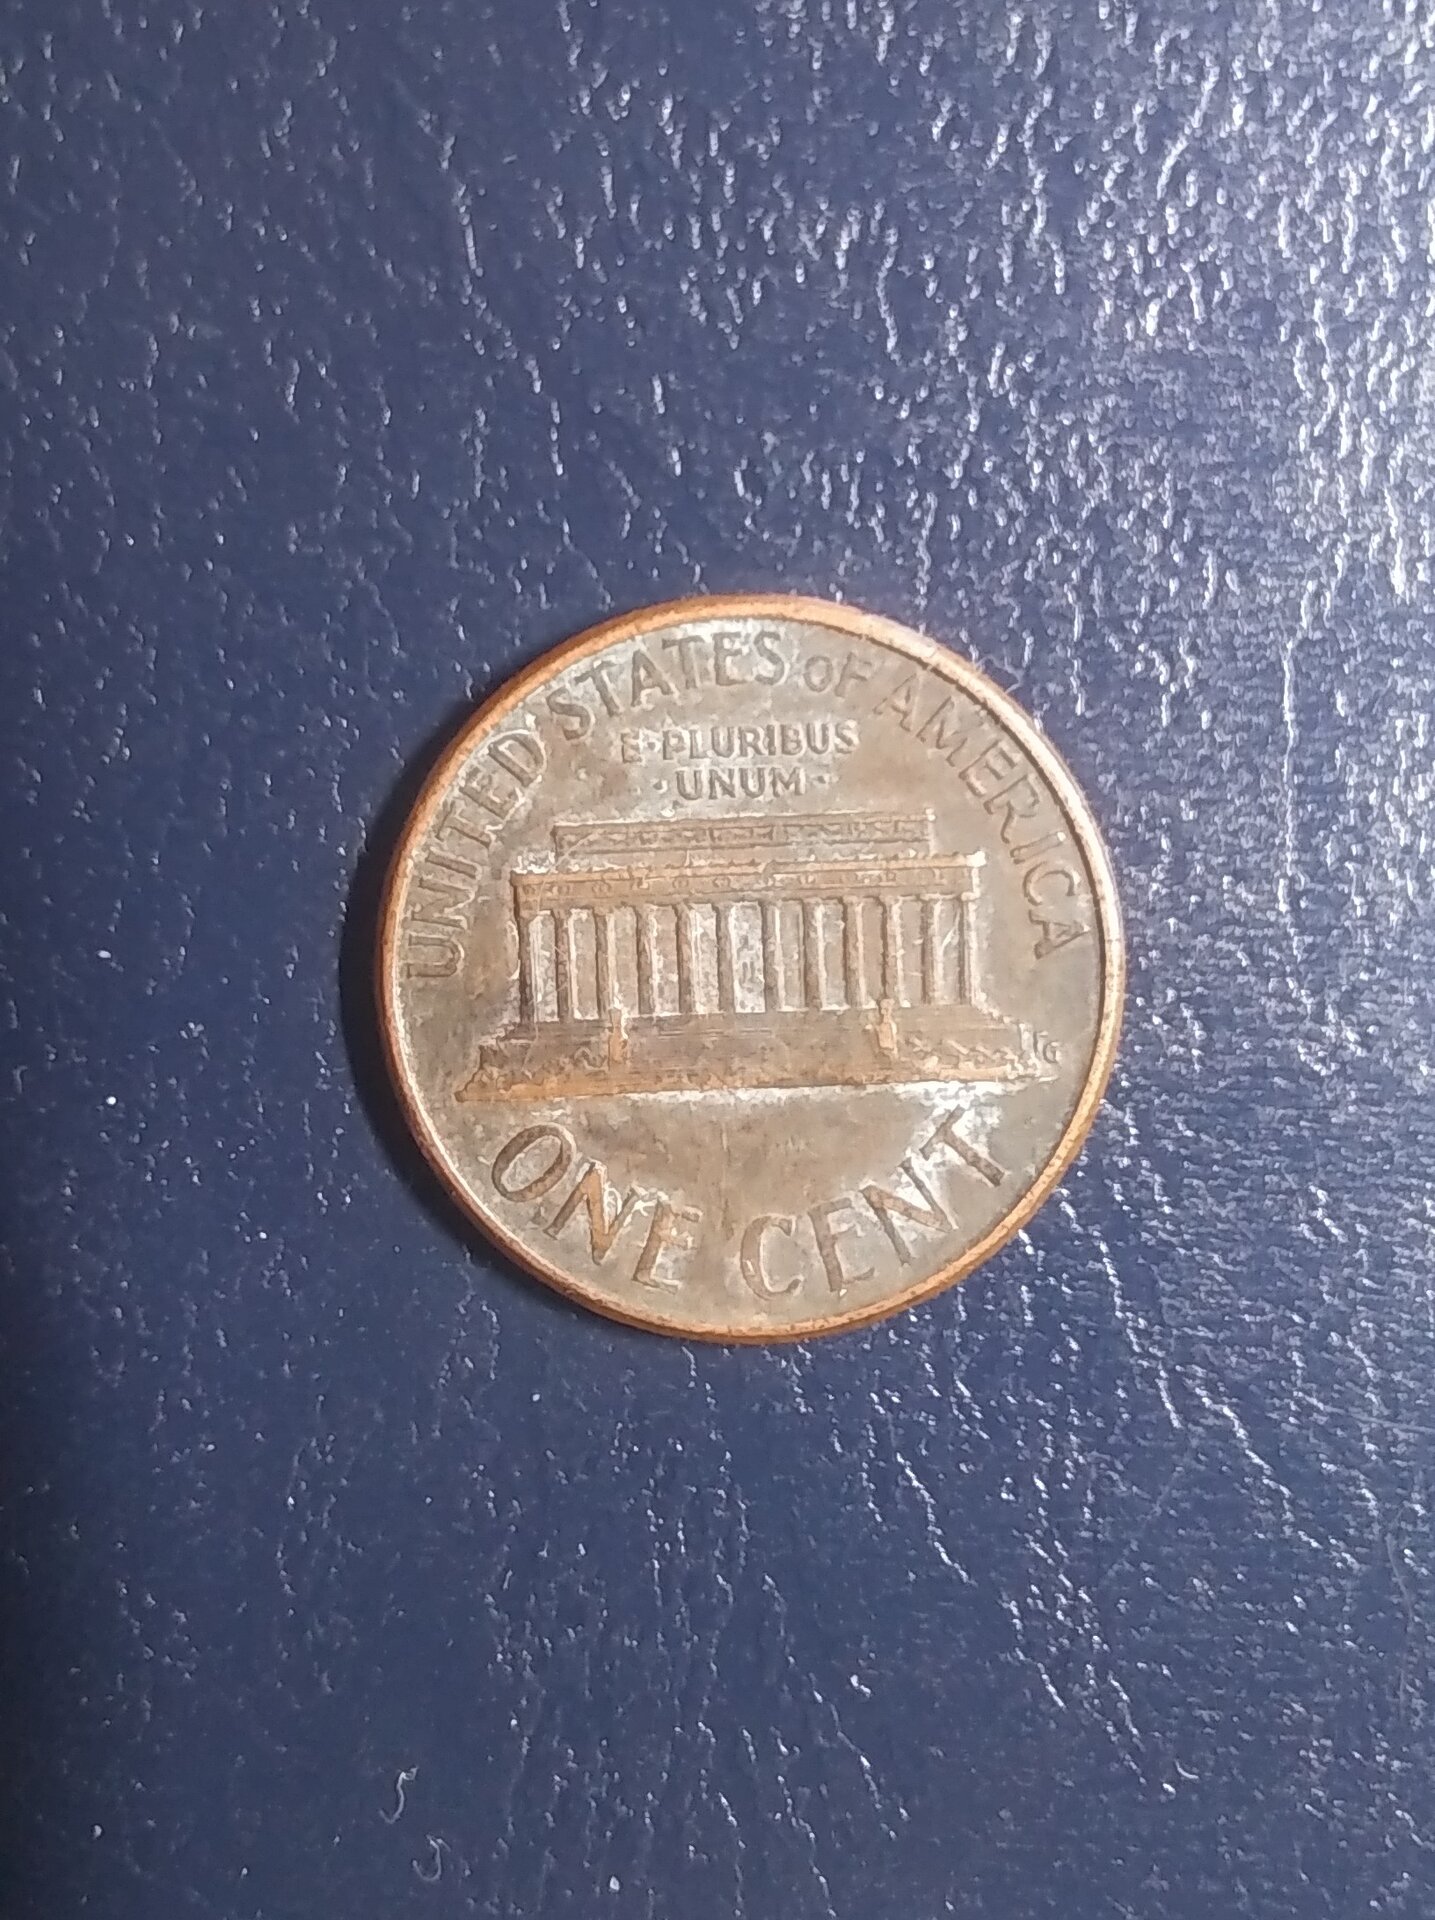 UNITED STATES OF AMERICA
E·PLURIBUS
·UNUM·
ONE CENT